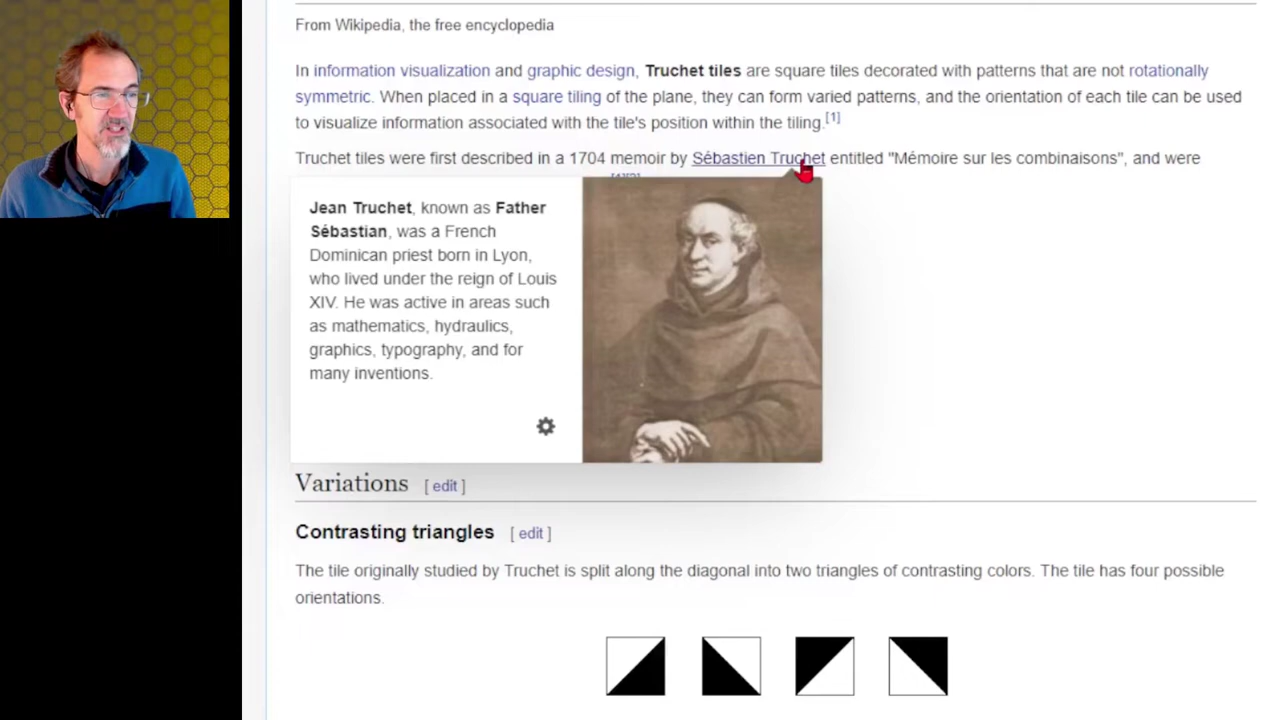 From Wikipedia, the free encyclopedia
In information visualization and graphic design, Truchet tiles are square tiles decorated with patterns that are not rotationally
symmetric. When placed in a square tiling of the plane, they can form varied patterns, and the orientation of each tile can be used
to visualize information associated with the tile's position within the tiling.[1]
Truchet tiles were first described in a 1704 memoir by Sébastien Truchet entitled "Mémoire sur les combinaisons", and were
Jean Truchet, known as Father
Sébastian, was a French
Dominican priest born in Lyon,
who lived under the reign of Louis
XIV. He was active in areas such
as mathematics, hydraulics,
graphics, typography, and for
many inventions.
Variations [ edit ]
Contrasting triangles [ edit ]
The tile originally studied by Truchet is split along the diagonal into two triangles of contrasting colors. The tile has four possible
orientations.